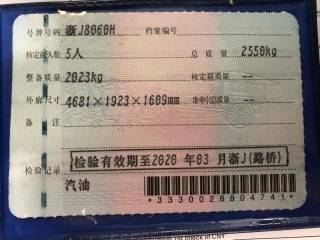 号牌号码 浙J8060H 档案编号
核定载人数 5人 总质量 2550kg
整备质量 2023kg 核定载质量 --
外廓尺寸 4681×1923×1609mm 准牵引总质量 --
备注
检验记录 检验有效期至2020 年03 月浙J(路桥)
汽油
*3330028804741*